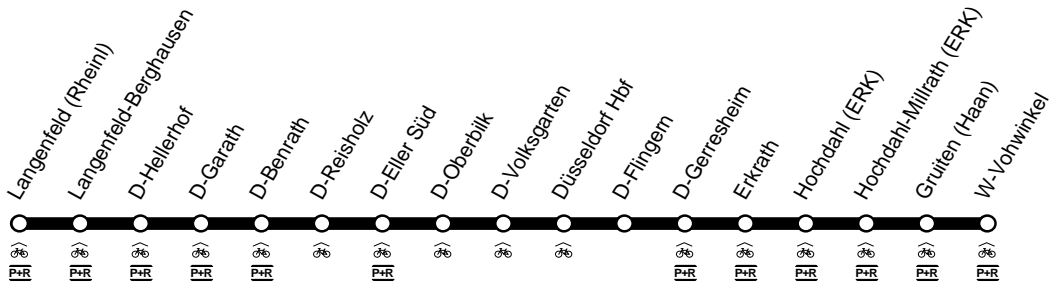 Langenfeld (Rheinl)
Langenfeld-Berghausen
D-Hellerhof
D-Garath
D-Benrath
D-Reisholz
D-Eller Süd
D-Oberbilk
D-Volksgarten
Düsseldorf Hbf
D-Flingern
D-Gerresheim
Erkrath
Hochdahl (ERK)
Hochdahl-Millrath (ERK)
Gruiten (Haan)
W-Vohwinkel
P+R P+R P+R P+R P+R P+R P+R P+R P+R P+R P+R P+R